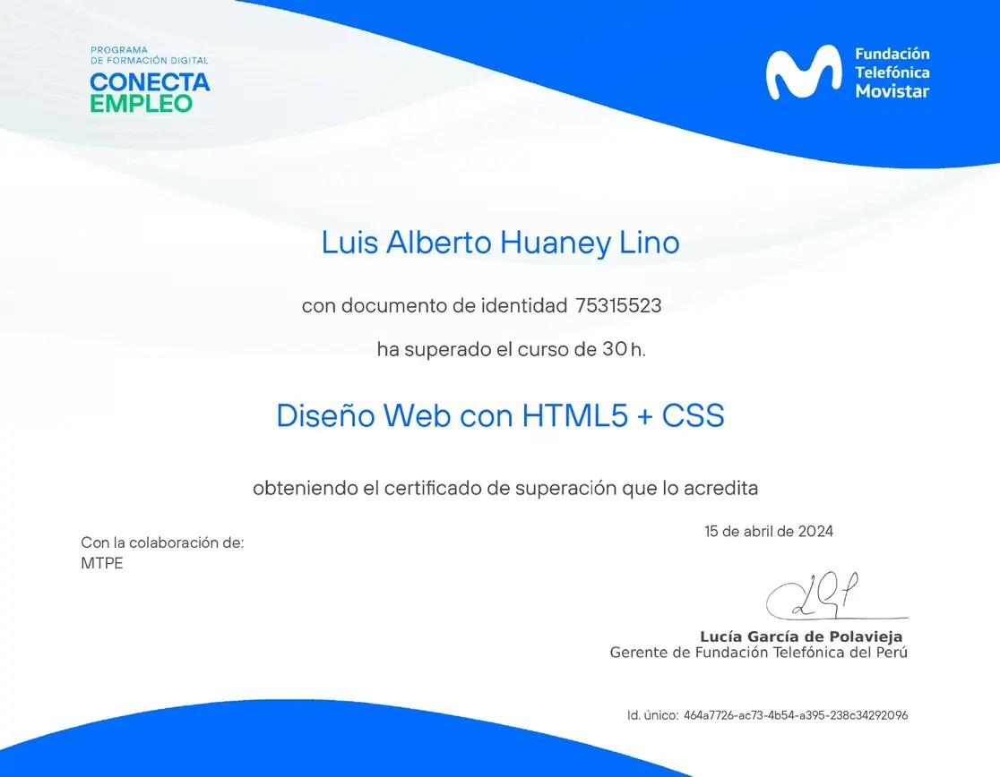 PROGRAMA
DE FORMACIÓN DIGITAL
CONECTA
EMPLEO
Fundación
Telefónica
Movistar
Luis Alberto Huaney Lino
con documento de identidad 75315523
ha superado el curso de 30 h.
Diseño Web con HTML5 + CSS
obteniendo el certificado de superación que lo acredita
15 de abril de 2024
Con la colaboración de:
MTPE
Lucía García de Polavieja
Gerente de Fundación Telefónica del Perú
Id. único: 464a7726-ac73-4b54-a395-238c34292096